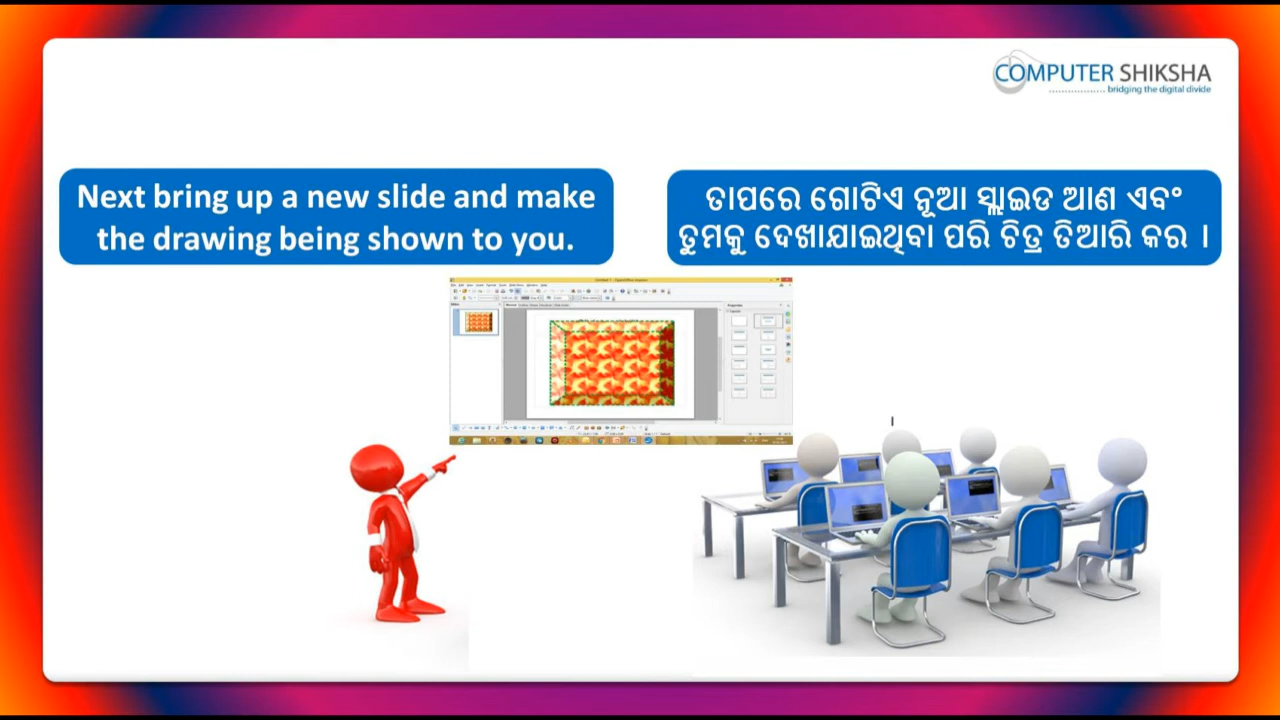 COMPUTER SHIKSHA
bridging the digital divide
Next bring up a new slide and make
the drawing being shown to you.
ତାପରେ ଗୋଟିଏ ନୂଆ ସ୍ଲାଇଡ ଆଣ ଏବଂ
ତୁମକୁ ଦେଖାଯାଇଥିବା ପରି ଚିତ୍ର ତିଆରି କର ।